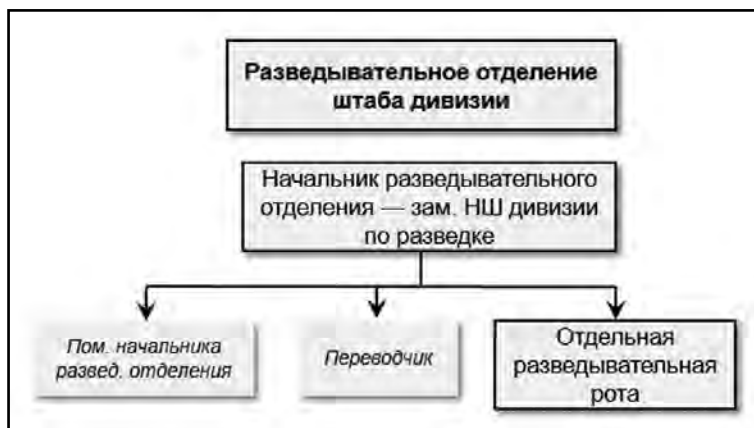 Разведывательное отделение
штаба дивизии
Начальник разведывательного
отделения — зам. НШ дивизии
по разведке
Пом. начальника
развед. отделения
Переводчик
Отдельная
разведывательная
рота